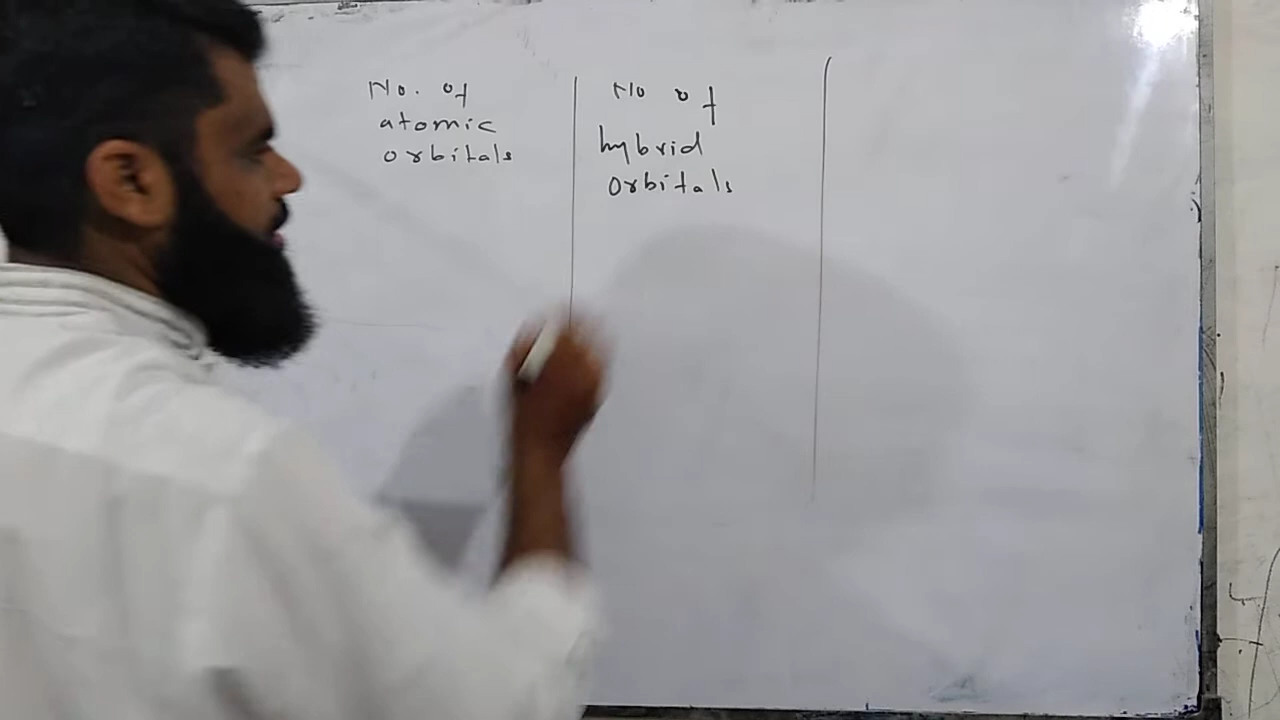 No. of
atomic
orbitals
No of
hybrid
orbitals